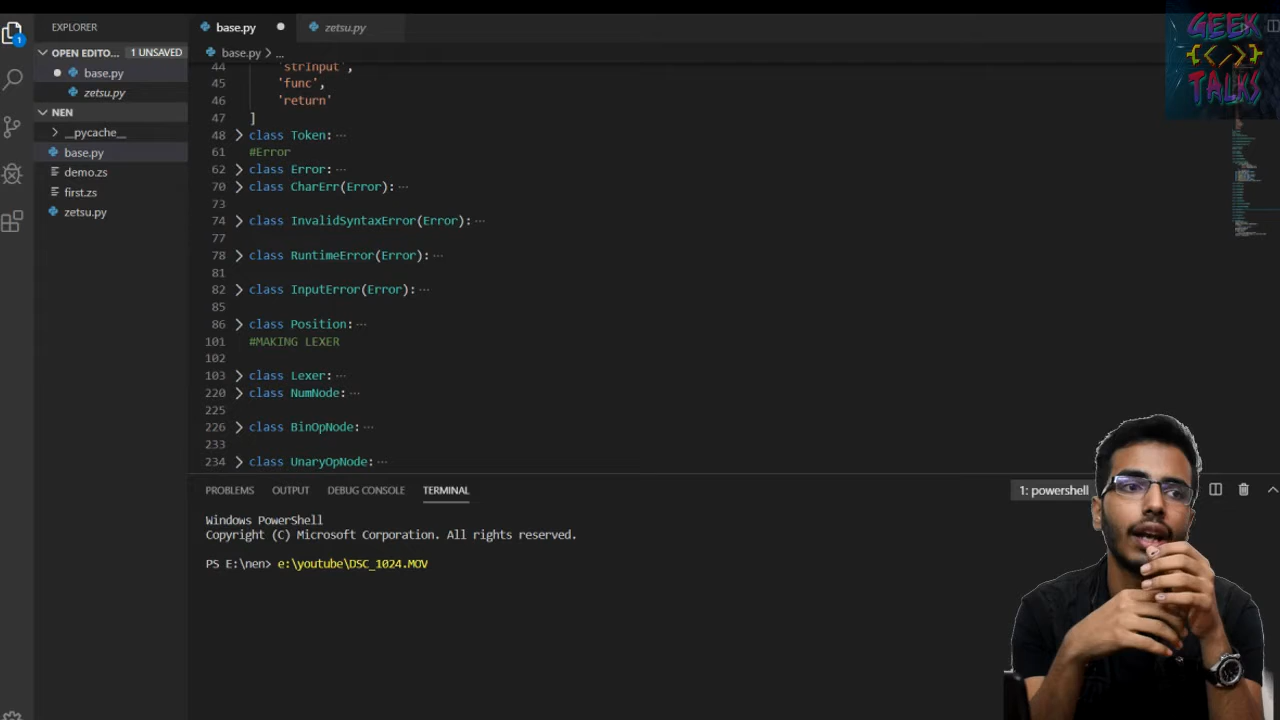 EXPLORER
base.py
zetsu.py
GEEK
</>
TALKS
OPEN EDITO...
1 UNSAVED
base.py
zetsu.py
NEN
__pycache__
base.py
demo.zs
first.zs
zetsu.py
1
base.py > ...
44 'strInput',
45 'func',
46 'return'
47 ]
48 class Token: ...
61 #Error
62 class Error: ...
70 class CharErr(Error): ...
73
74 class InvalidSyntaxError(Error): ...
77
78 class RuntimeError(Error): ...
81
82 class InputError(Error): ...
85
86 class Position: ...
101 #MAKING LEXER
102
103 class Lexer: ...
220 class NumNode: ...
225
226 class BinOpNode: ...
233
234 class UnaryOpNode: ...
PROBLEMS OUTPUT DEBUG CONSOLE TERMINAL
1: powershell
Windows PowerShell
Copyright (C) Microsoft Corporation. All rights reserved.
PS E:\nen> e:\youtube\DSC_1024.MOV